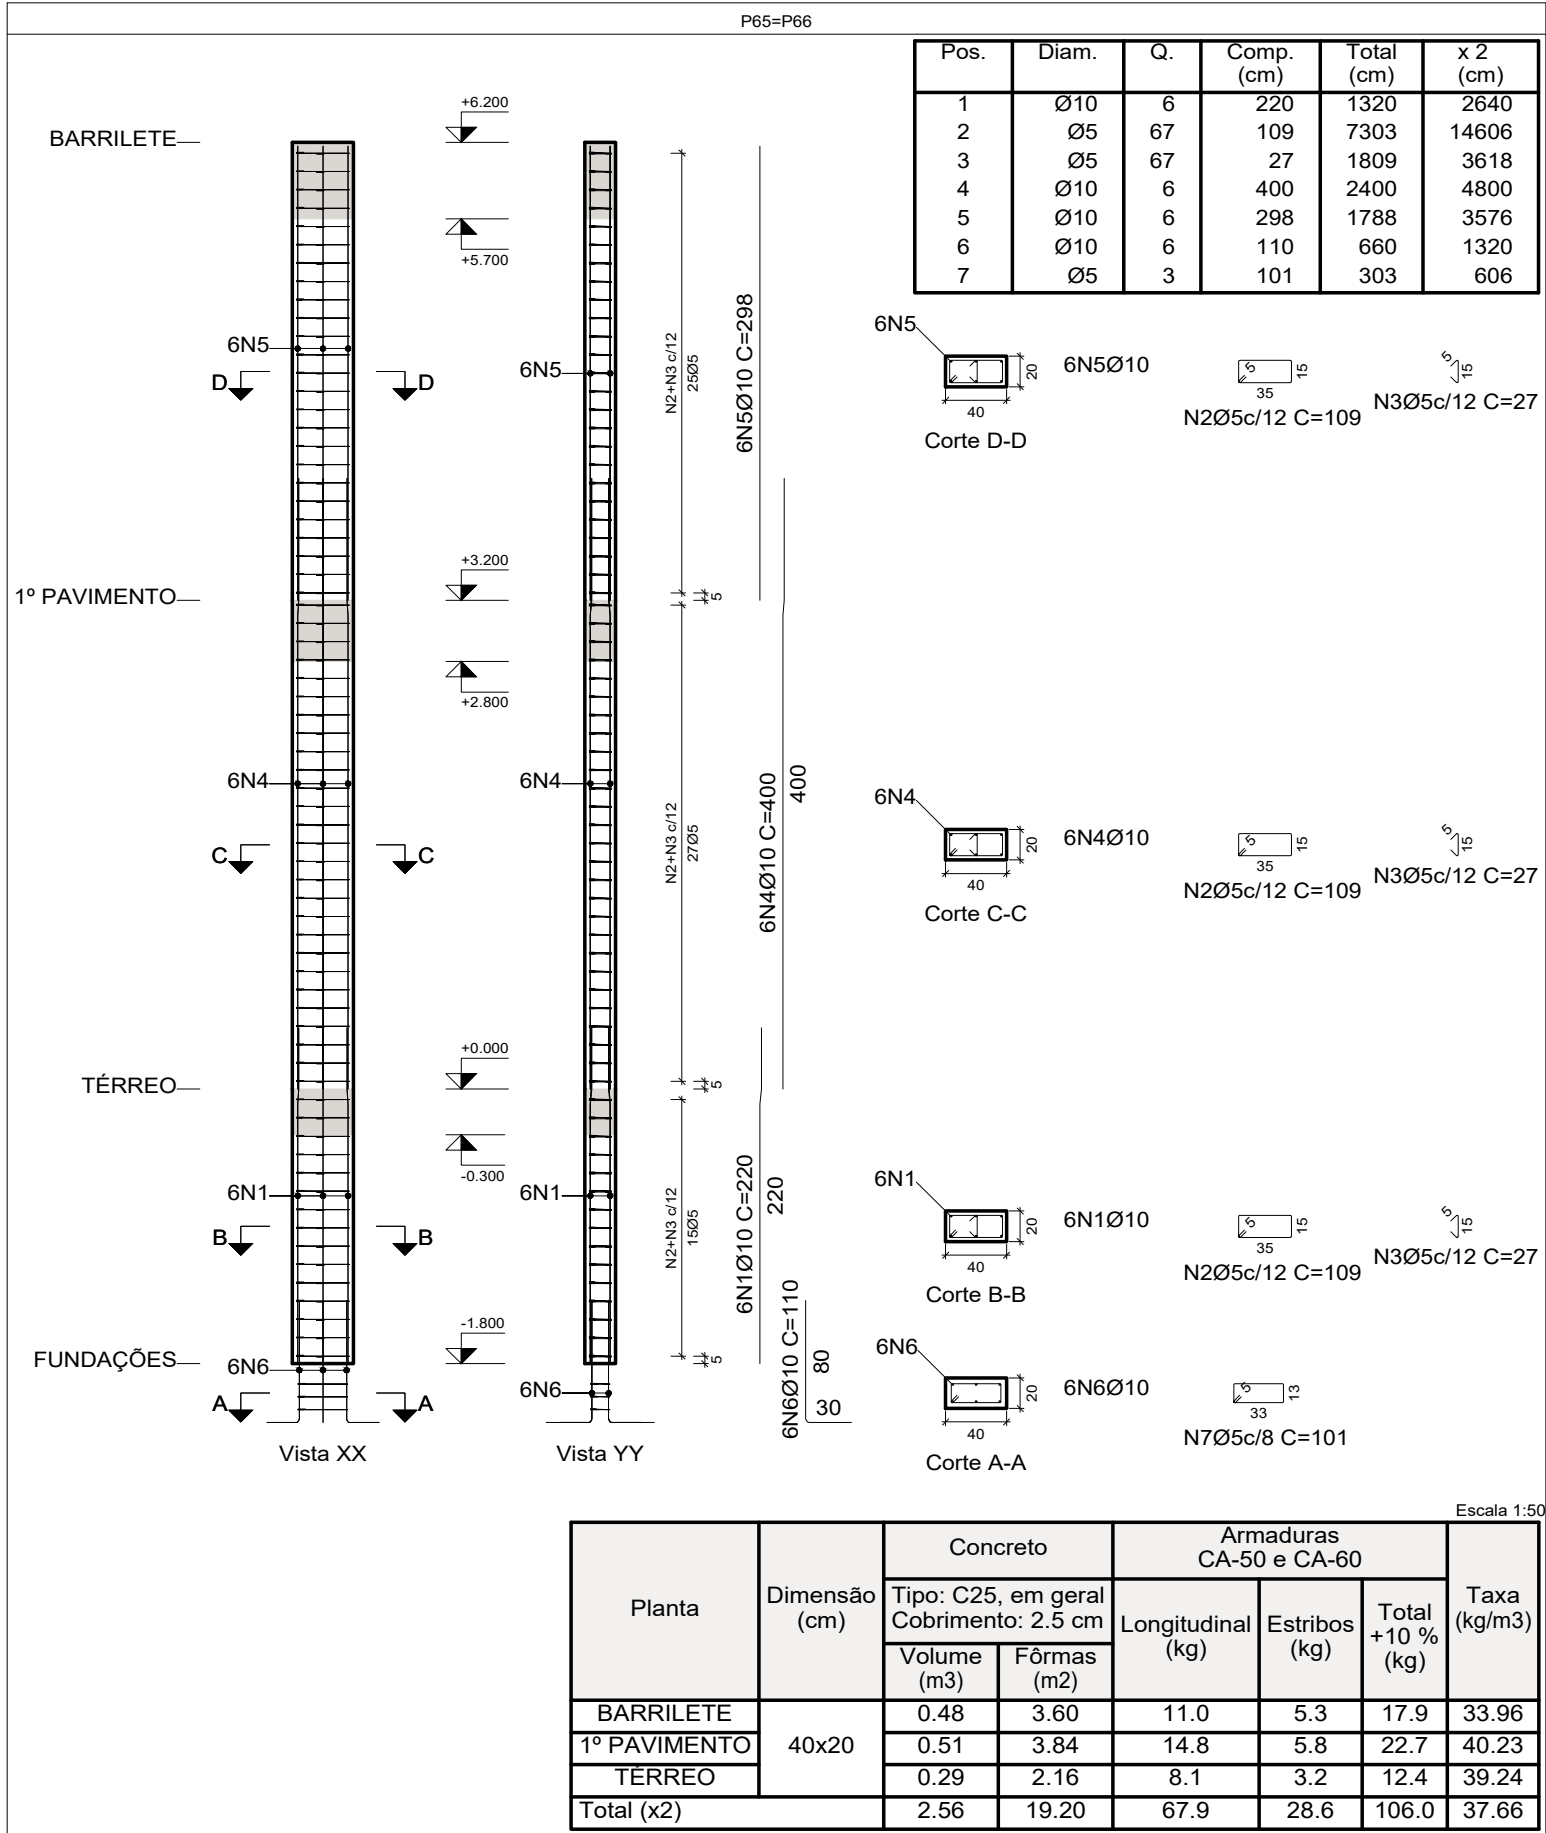 P65=P66
Pos. Diam. Q. Comp. (cm) Total (cm) x 2 (cm)
1 Ø10 6 220 1320 2640
2 Ø5 67 109 7303 14606
3 Ø5 67 27 1809 3618
4 Ø10 6 400 2400 4800
5 Ø10 6 298 1788 3576
6 Ø10 6 110 660 1320
7 Ø5 3 101 303 606
BARRILETE
+6.200
+5.700
6N5
D D
6N5
N2+N3 c/12
25Ø5
6N5Ø10 C=298
6N5
20
40
6N5Ø10
Corte D-D
5
15
35
N2Ø5c/12 C=109
5
15
N3Ø5c/12 C=27
1º PAVIMENTO
+3.200
+2.800
5
6N4
C C
6N4
N2+N3 c/12
27Ø5
6N4Ø10 C=400
400
6N4
20
40
6N4Ø10
Corte C-C
5
15
35
N2Ø5c/12 C=109
5
15
N3Ø5c/12 C=27
TÉRREO
+0.000
-0.300
5
6N1
B B
6N1
N2+N3 c/12
15Ø5
6N1Ø10 C=220
220
6N1
20
40
6N1Ø10
Corte B-B
5
15
35
N2Ø5c/12 C=109
5
15
N3Ø5c/12 C=27
FUNDAÇÕES
-1.800
5
6N6
A A
6N6
6N6Ø10 C=110
80
30
6N6
20
40
6N6Ø10
Corte A-A
5
13
33
N7Ø5c/8 C=101
Vista XX
Vista YY
Escala 1:50
Planta
Dimensão (cm)
Concreto
Tipo: C25, em geral
Cobrimento: 2.5 cm
Volume (m3)
Fôrmas (m2)
Armaduras
CA-50 e CA-60
Longitudinal (kg)
Estribos (kg)
Total +10 % (kg)
Taxa (kg/m3)
BARRILETE 0.48 3.60 11.0 5.3 17.9 33.96
1º PAVIMENTO 40x20 0.51 3.84 14.8 5.8 22.7 40.23
TÉRREO 0.29 2.16 8.1 3.2 12.4 39.24
Total (x2) 2.56 19.20 67.9 28.6 106.0 37.66